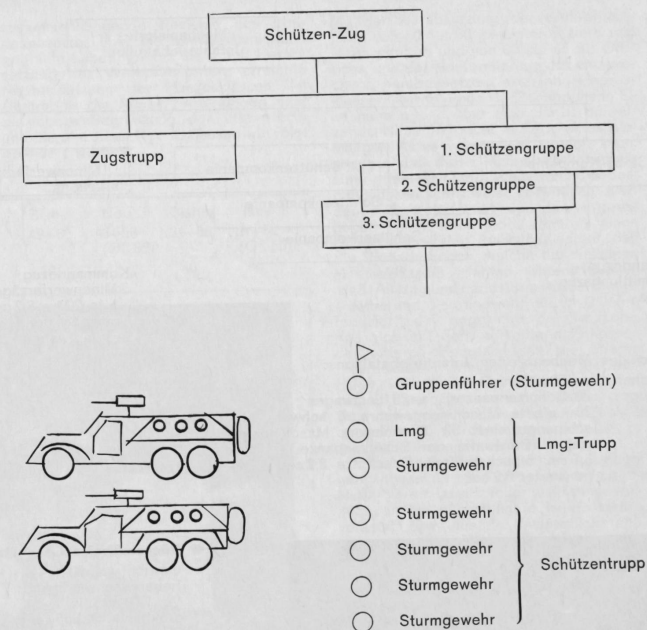 Schützen-Zug
Zugstrupp
1. Schützengruppe
2. Schützengruppe
3. Schützengruppe
Gruppenführer (Sturmgewehr)
Lmg
Lmg-Trupp
Sturmgewehr
Sturmgewehr
Sturmgewehr
Schützentrupp
Sturmgewehr
Sturmgewehr